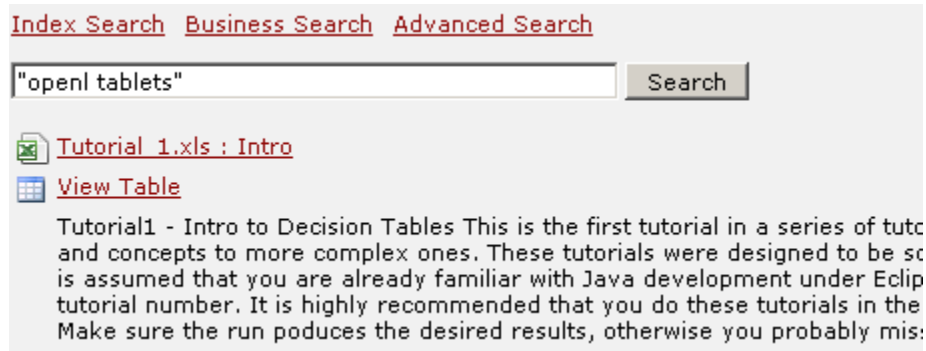 Index Search Business Search Advanced Search
"openl tablets"
Search
Tutorial_1.xls : Intro
View Table
Tutorial1 - Intro to Decision Tables This is the first tutorial in a series of
and concepts to more complex ones. These tutorials were designed to be
is assumed that you are already familiar with Java development under
tutorial number. It is highly recommended that you do these tutorials in the
Make sure the run poduces the desired results, otherwise you probably